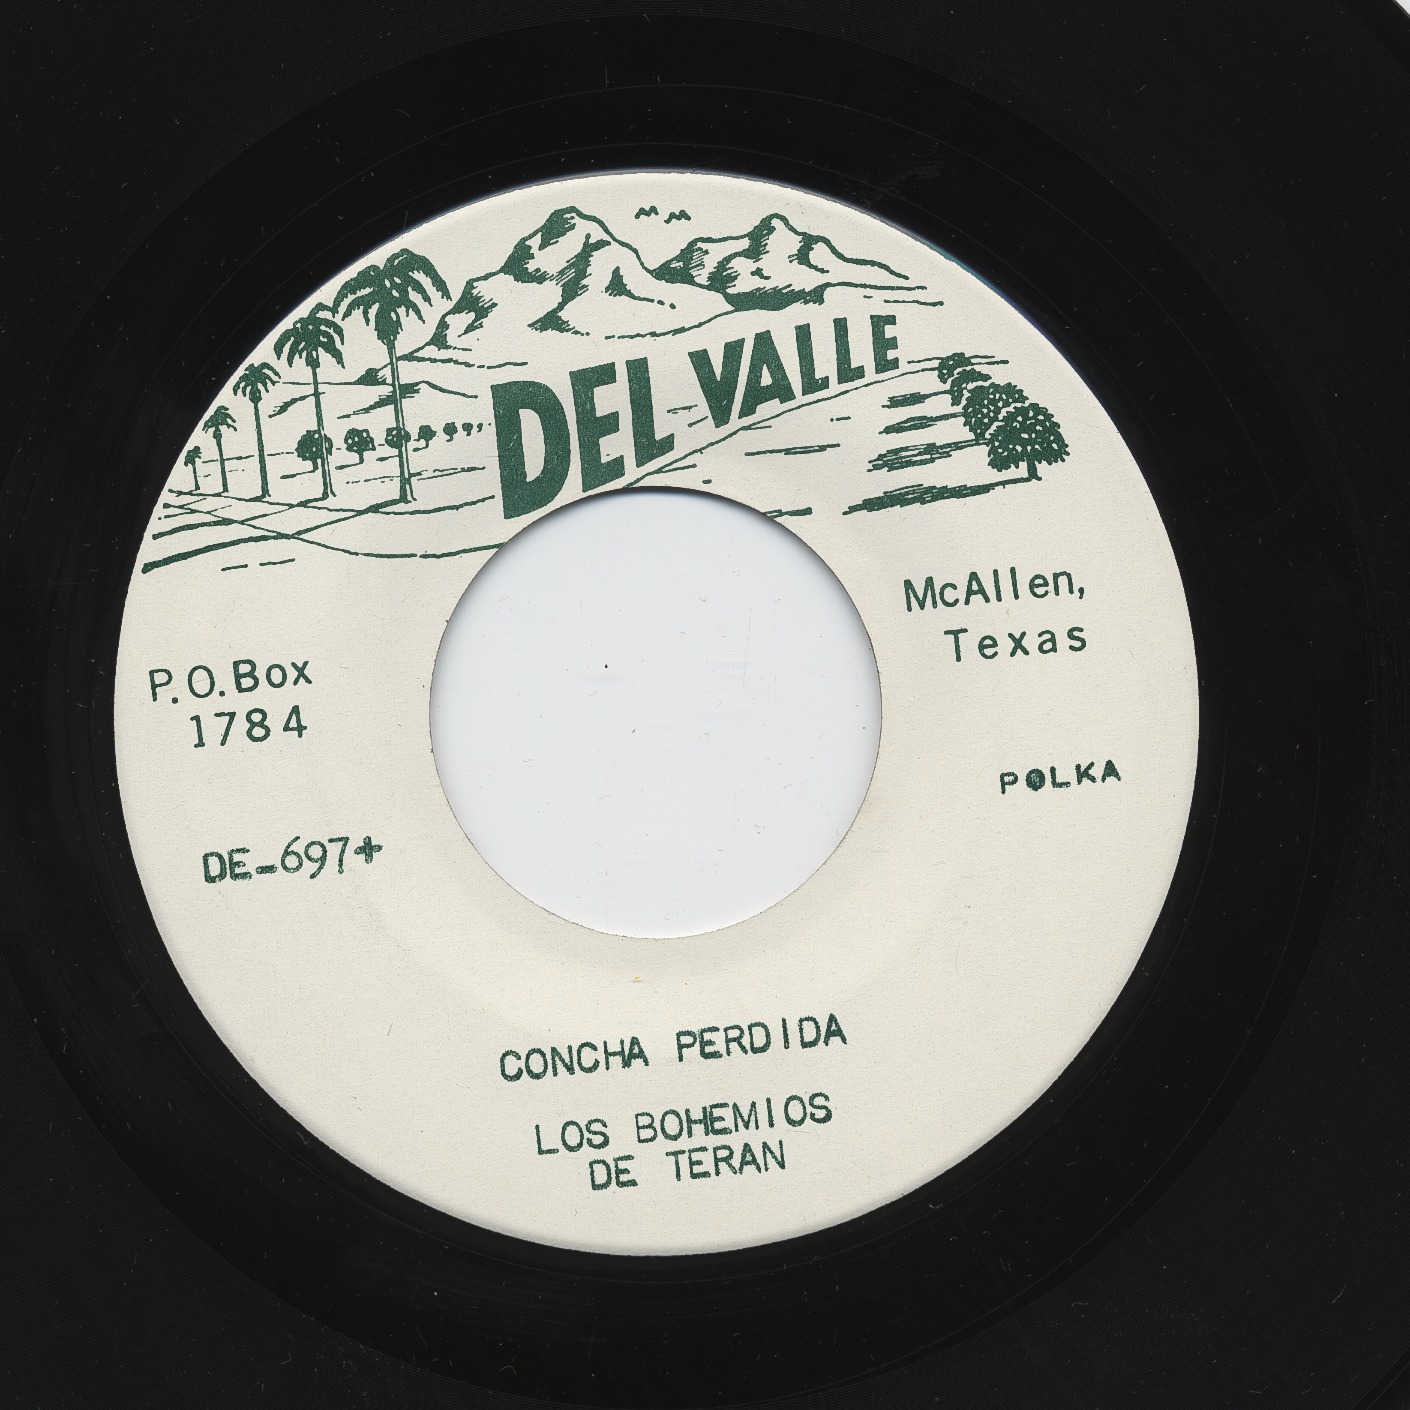 DEL VALLE
McAllen,
Texas
P.O. Box
1784
POLKA
DE-697+
CONCHA PERDIDA
LOS BOHEMIOS
DE TERAN